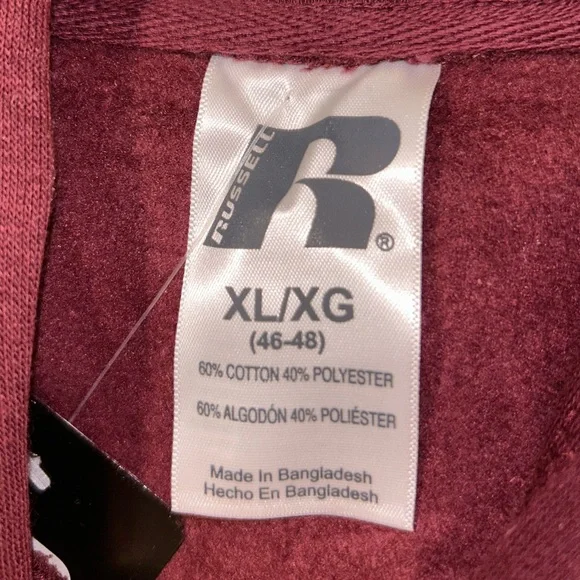 RUSSELL
R®
XL/XG
(46-48)
60% COTTON 40% POLYESTER
60% ALGODÓN 40% POLIÉSTER
Made In Bangladesh
Hecho En Bangladesh